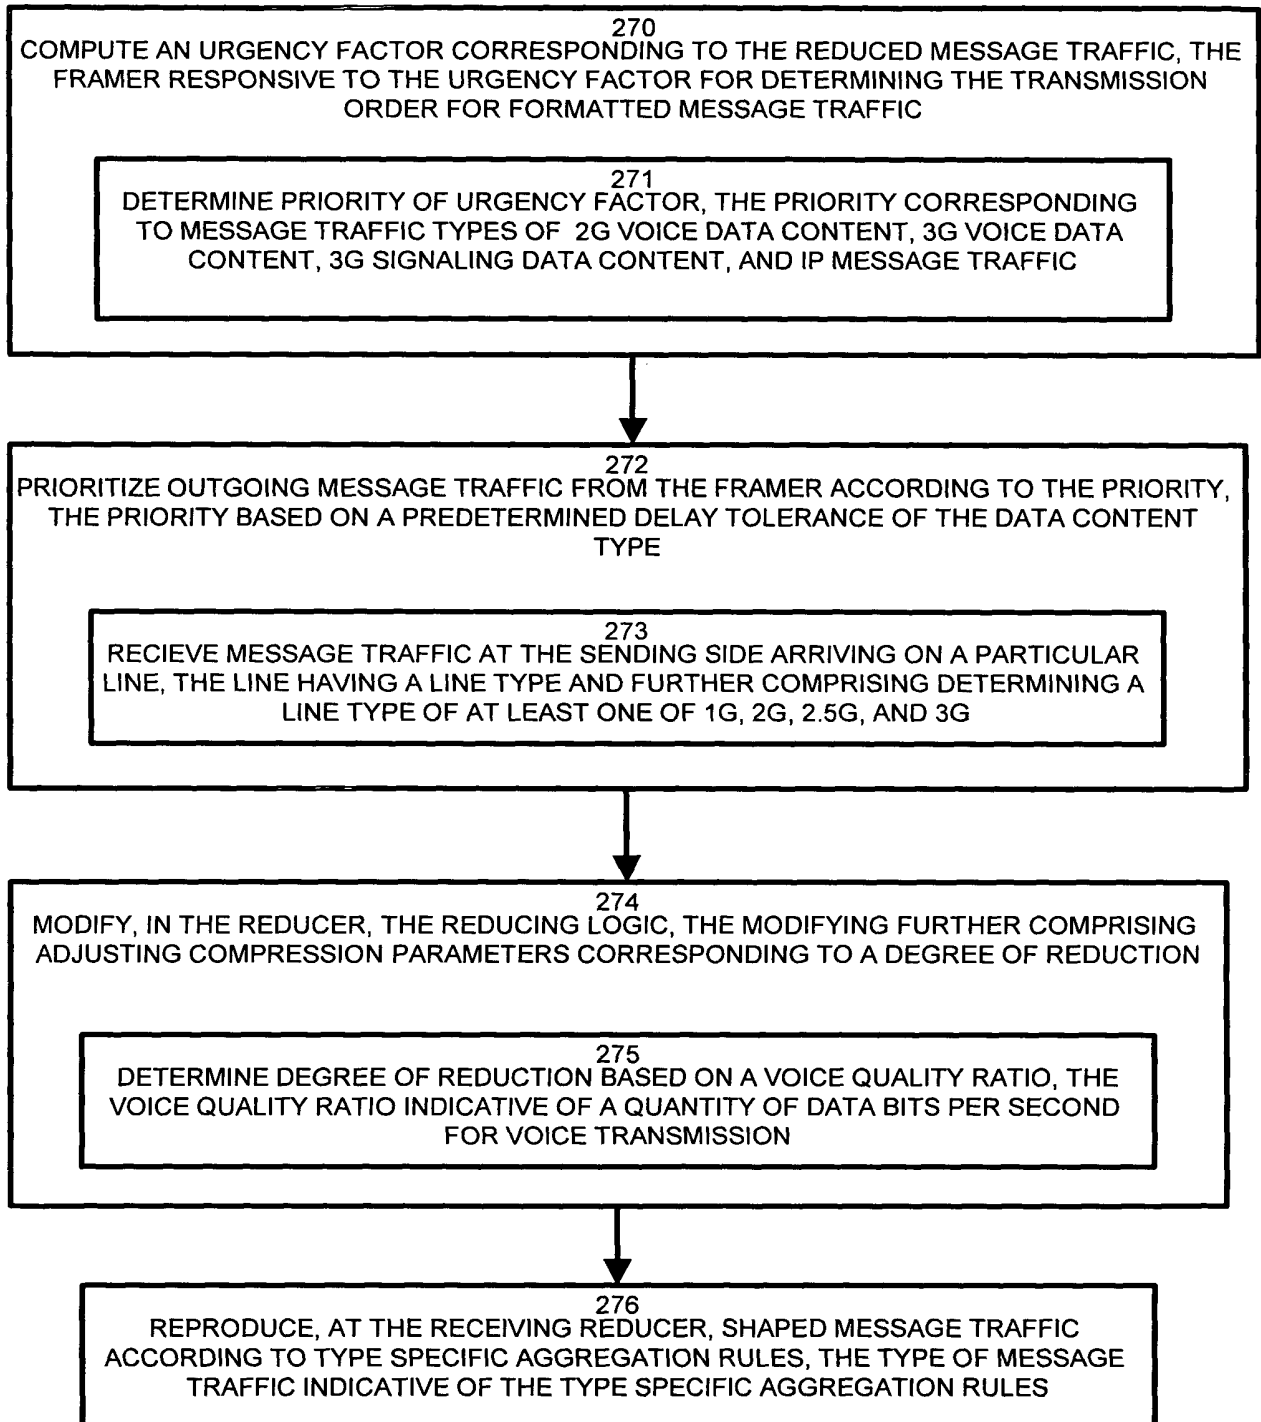 270
COMPUTE AN URGENCY FACTOR CORRESPONDING TO THE REDUCED MESSAGE TRAFFIC, THE
FRAMER RESPONSIVE TO THE URGENCY FACTOR FOR DETERMINING THE TRANSMISSION
ORDER FOR FORMATTED MESSAGE TRAFFIC
271
DETERMINE PRIORITY OF URGENCY FACTOR, THE PRIORITY CORRESPONDING
TO MESSAGE TRAFFIC TYPES OF 2G VOICE DATA CONTENT, 3G VOICE DATA
CONTENT, 3G SIGNALING DATA CONTENT, AND IP MESSAGE TRAFFIC
272
PRIORITIZE OUTGOING MESSAGE TRAFFIC FROM THE FRAMER ACCORDING TO THE PRIORITY,
THE PRIORITY BASED ON A PREDETERMINED DELAY TOLERANCE OF THE DATA CONTENT
TYPE
273
RECIEVE MESSAGE TRAFFIC AT THE SENDING SIDE ARRIVING ON A PARTICULAR
LINE, THE LINE HAVING A LINE TYPE AND FURTHER COMPRISING DETERMINING A
LINE TYPE OF AT LEAST ONE OF 1G, 2G, 2.5G, AND 3G
274
MODIFY, IN THE REDUCER, THE REDUCING LOGIC, THE MODIFYING FURTHER COMPRISING
ADJUSTING COMPRESSION PARAMETERS CORRESPONDING TO A DEGREE OF REDUCTION
275
DETERMINE DEGREE OF REDUCTION BASED ON A VOICE QUALITY RATIO, THE
VOICE QUALITY RATIO INDICATIVE OF A QUANTITY OF DATA BITS PER SECOND
FOR VOICE TRANSMISSION
276
REPRODUCE, AT THE RECEIVING REDUCER, SHAPED MESSAGE TRAFFIC
ACCORDING TO TYPE SPECIFIC AGGREGATION RULES, THE TYPE OF MESSAGE
TRAFFIC INDICATIVE OF THE TYPE SPECIFIC AGGREGATION RULES